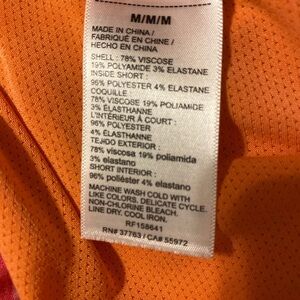 M/M/M
MADE IN CHINA /
FABRIQUÉ EN CHINE /
HECHO EN CHINA
SHELL : 78% VISCOSE
19% POLYAMIDE 3% ELASTANE
INSIDE SHORT :
96% POLYESTER 4% ELASTANE
COQUILLE :
78% VISCOSE 19% POLIAMIDE
3% ELASTHANNE
L'INTÉRIEUR À COURT :
96% POLYESTER
4% ÉLASTHANNE
TEJIDO EXTERIOR :
78% viscosa 19% poliamida
3% elastano
SHORT INTERIOR :
96% poliéster 4% elastano
MACHINE WASH COLD WITH
LIKE COLORS. DELICATE CYCLE.
NON-CHLORINE BLEACH.
LINE DRY. COOL IRON.
RF158641
RN# 37763 / CA# 55972